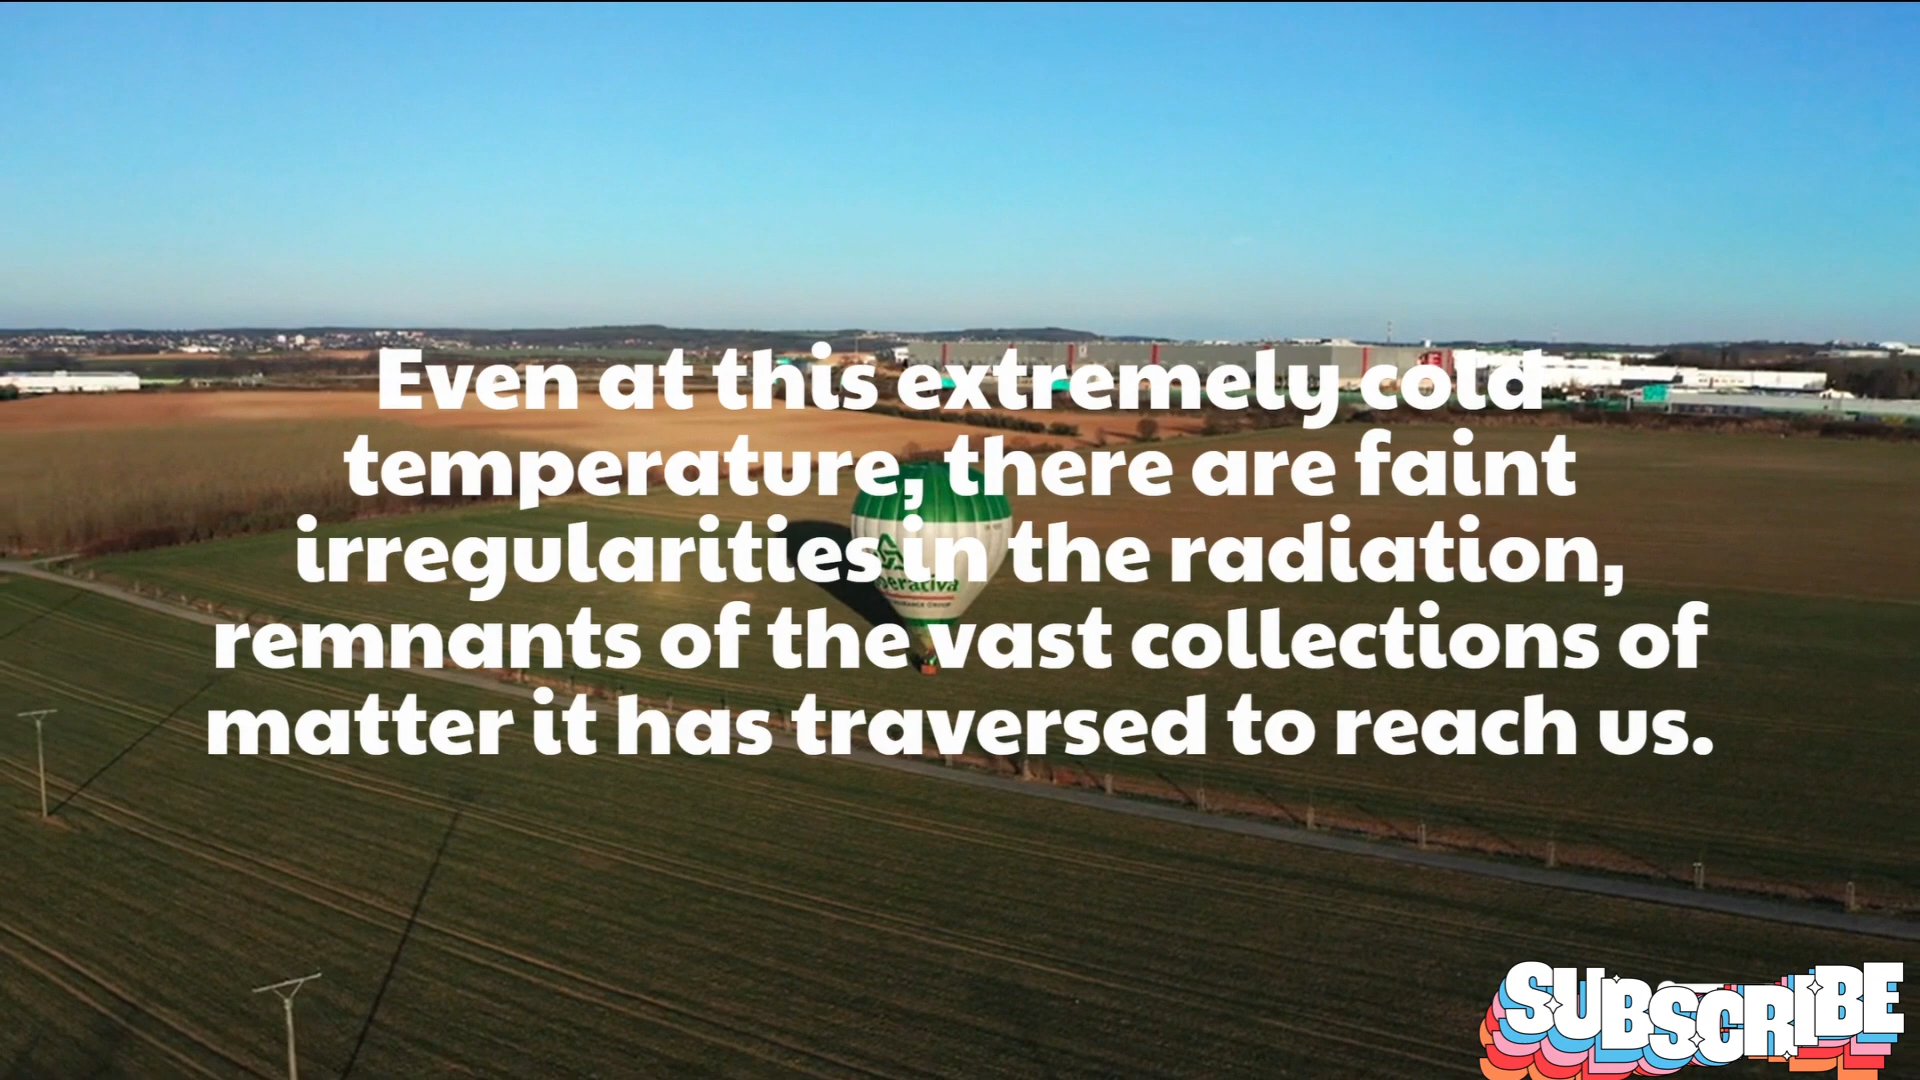 Even at this extremely cold
temperature, there are faint
irregularities in the radiation,
remnants of the vast collections of
matter it has traversed to reach us.
SUBSCRIBE